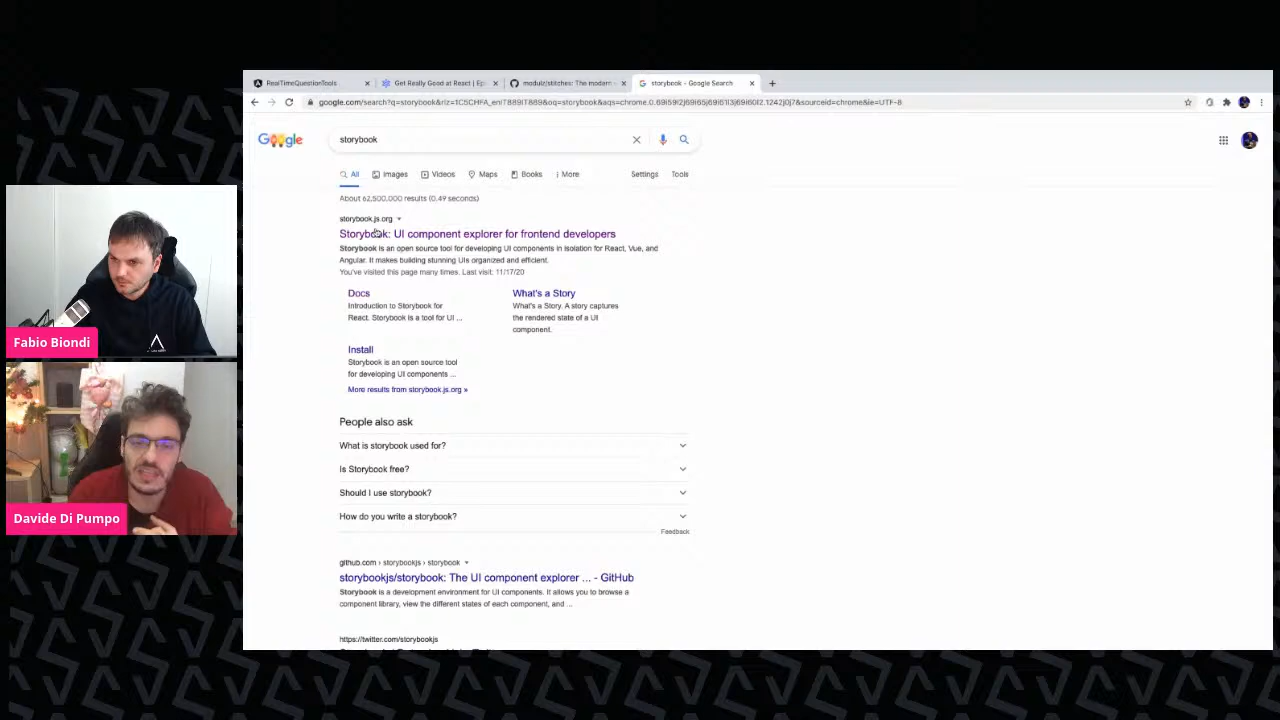 RealTimeQuestionTools
Get Really Good at React | Ep
modulz/stitches: The modern
storybook - Google Search
storybook
All
Images
Videos
Maps
Books
More
Settings
Tools
About 62,500,000 results (0.49 seconds)
storybook.js.org
Storybook: UI component explorer for frontend developers
Storybook is an open source tool for developing UI components in isolation for React, Vue, and
Angular. It makes building stunning UIs organized and efficient.
You've visited this page many times. Last visit: 11/17/20
Docs
Introduction to Storybook for
React. Storybook is a tool for UI ...
What's a Story
What's a Story. A story captures
the rendered state of a UI
component.
Install
Storybook is an open source tool
for developing UI components ...
More results from storybook.js.org »
People also ask
What is storybook used for?
Is Storybook free?
Should I use storybook?
How do you write a storybook?
Feedback
github.com › storybookjs › storybook
storybookjs/storybook: The UI component explorer ... - GitHub
Storybook is a development environment for UI components. It allows you to browse a
component library, view the different states of each component, and ...
https://twitter.com/storybookjs
Fabio Biondi
Davide Di Pumpo